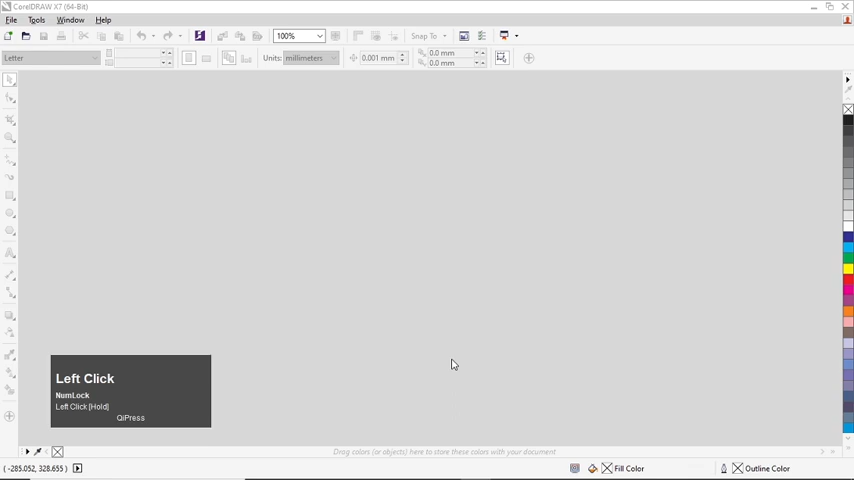 CorelDRAW X7 (64-Bit)
File Tools Window Help
100% Snap To
Letter Units: millimeters 0.001 mm 0.0 mm
0.0 mm
Left Click
NumLock
Left Click [Hold]
QiPress
Drag colors (or objects) here to store these colors with your document
( -285.052, 328.655 ) Fill Color Outline Color